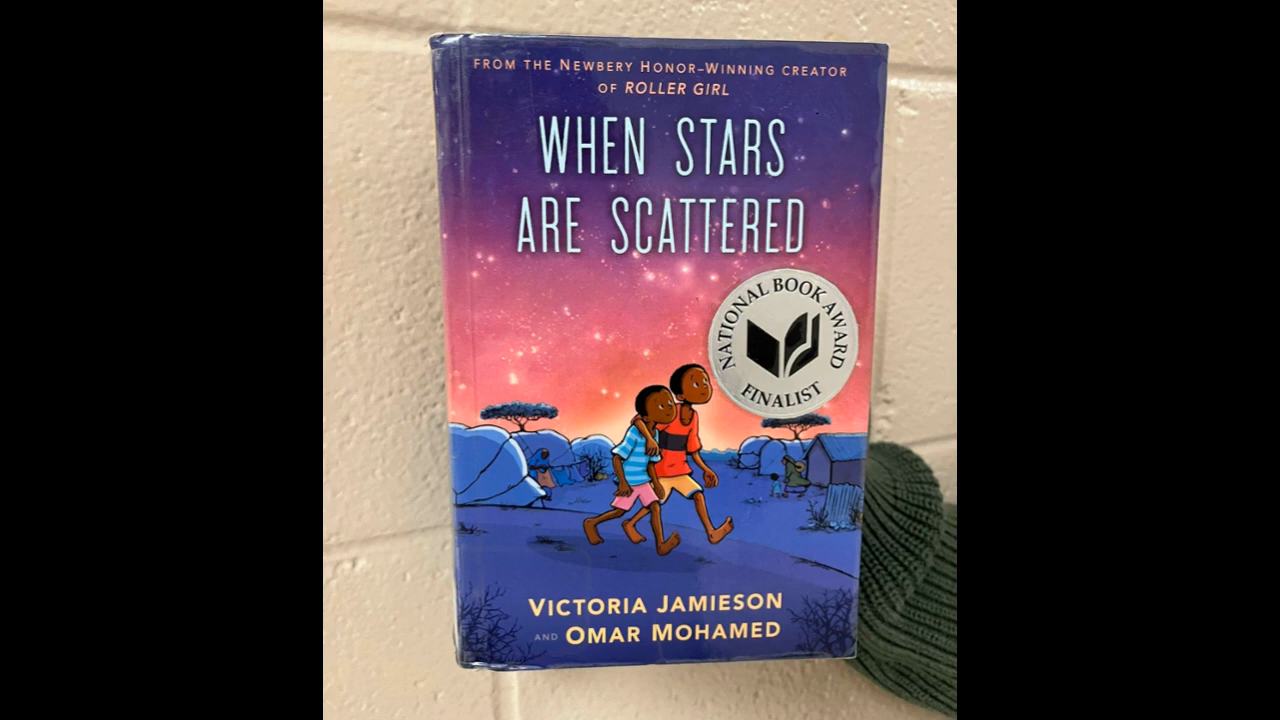 FROM THE NEWBERY HONOR–WINNING CREATOR
OF ROLLER GIRL
WHEN STARS
ARE SCATTERED
NATIONAL BOOK AWARD
FINALIST
VICTORIA JAMIESON
AND OMAR MOHAMED